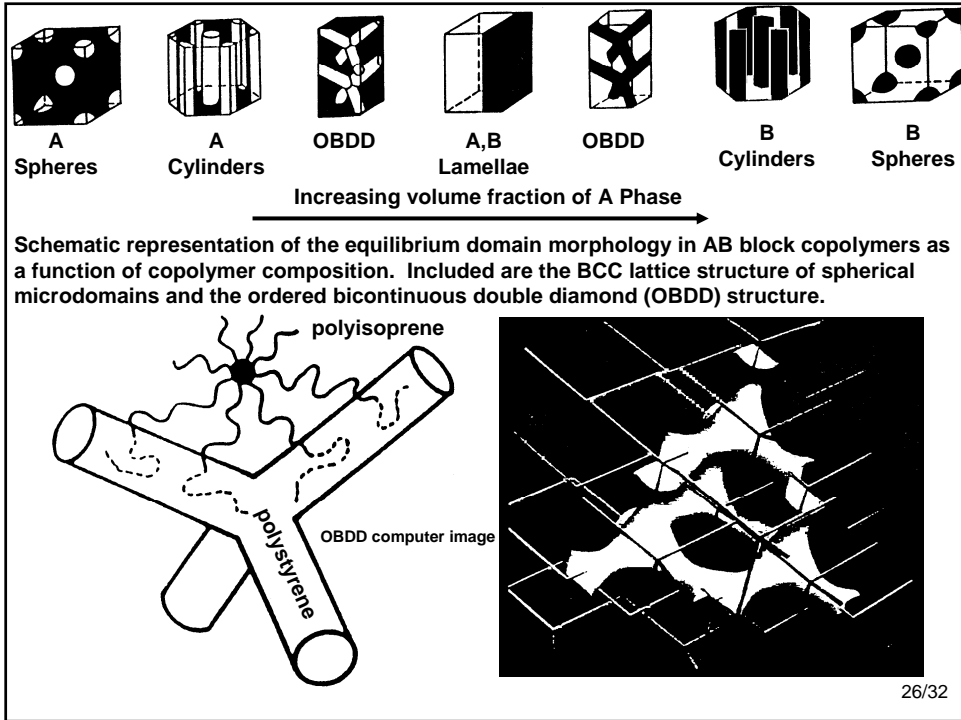 A
Spheres
A
Cylinders
OBDD
A,B
Lamellae
OBDD
B
Cylinders
B
Spheres
Increasing volume fraction of A Phase
Schematic representation of the equilibrium domain morphology in AB block copolymers as
a function of copolymer composition. Included are the BCC lattice structure of spherical
microdomains and the ordered bicontinuous double diamond (OBDD) structure.
polyisoprene
polystyrene
OBDD computer image
26/32